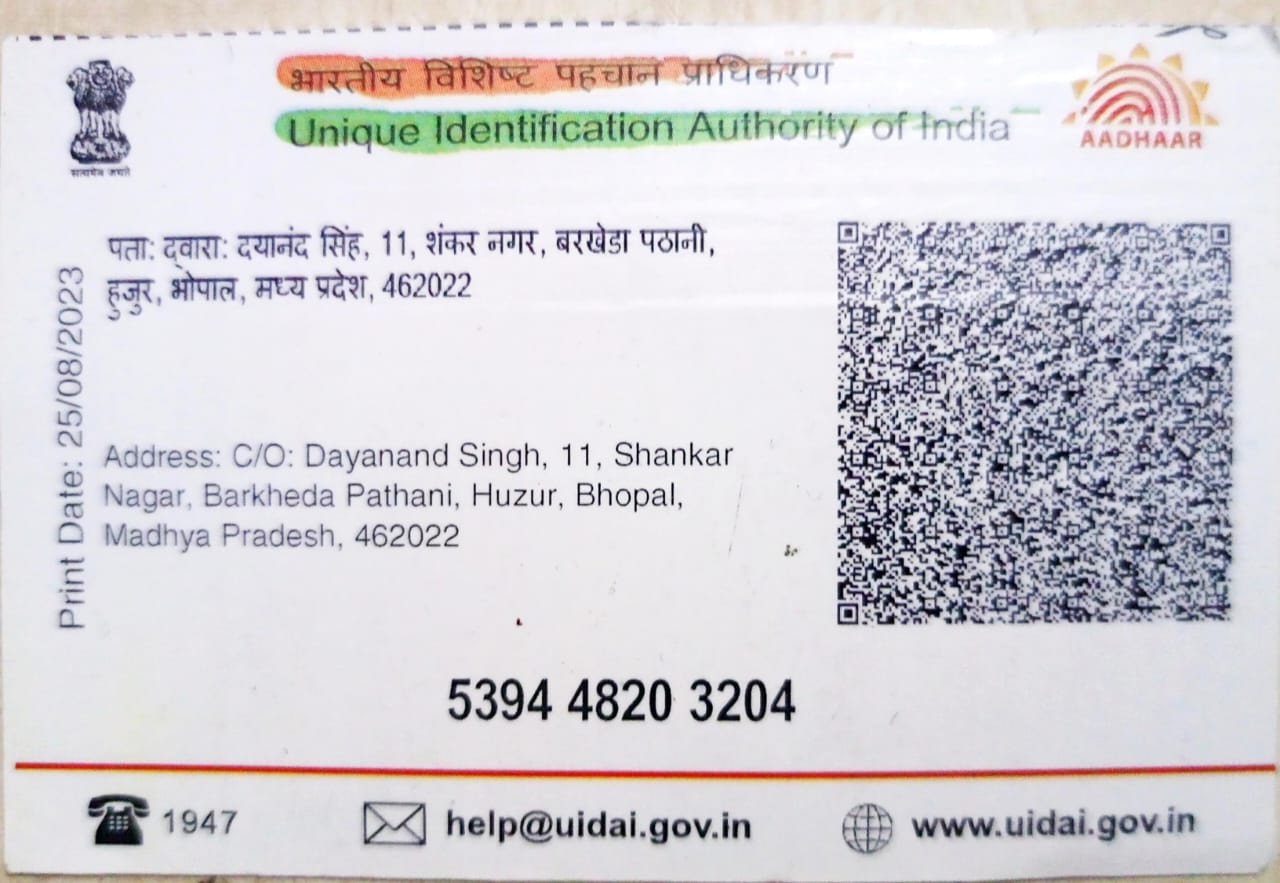 भारतीय विशिष्ट पहचान प्राधिकरण
Unique Identification Authority of India
AADHAAR
सत्यमेव जयते
पता: द्वारा: दयानंद सिंह, 11, शंकर नगर, बरखेडा पठानी,
हुजुर, भोपाल, मध्य प्रदेश, 462022
Print Date: 25/08/2023
Address: C/O: Dayanand Singh, 11, Shankar
Nagar, Barkheda Pathani, Huzur, Bhopal,
Madhya Pradesh, 462022
5394 4820 3204
1947
help@uidai.gov.in
www.uidai.gov.in